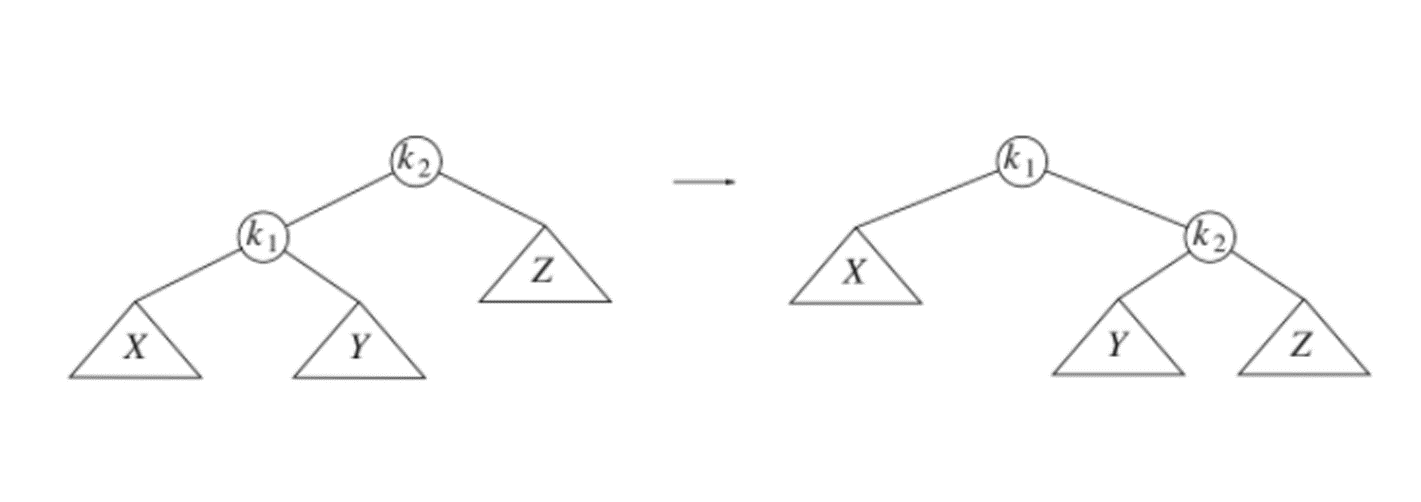 k₂ k₁
k₁ Z X k₂
X Y Y Z